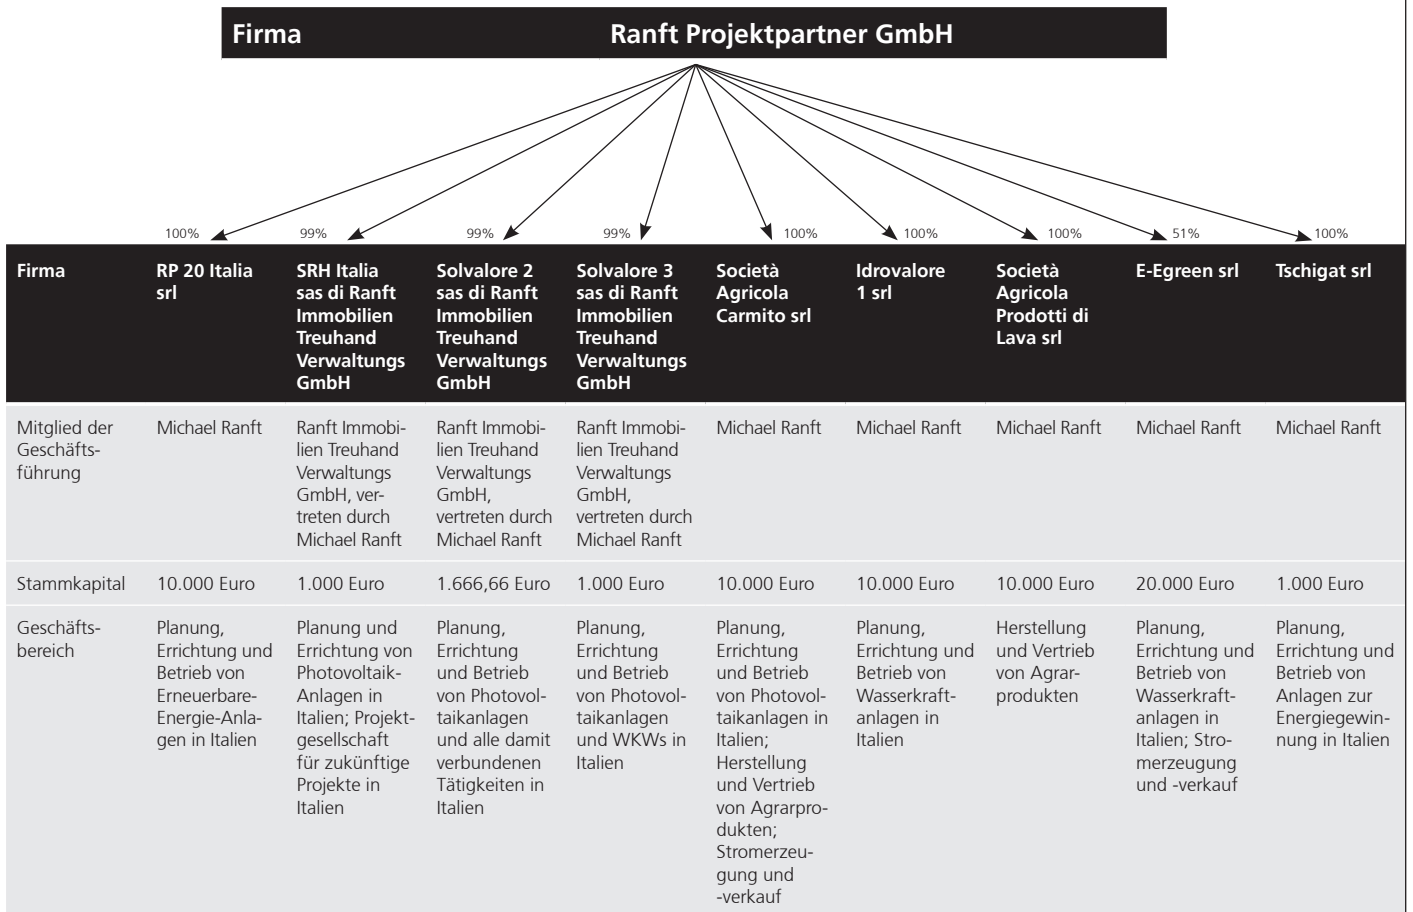 Firma Ranft Projektpartner GmbH
100% 99% 99% 99% 100% 100% 100% 51% 100%
Firma
RP 20 Italia
srl
SRH Italia
sas di Ranft
Immobilien
Treuhand
Verwaltungs
GmbH
Solvalore 2
sas di Ranft
Immobilien
Treuhand
Verwaltungs
GmbH
Solvalore 3
sas di Ranft
Immobilien
Treuhand
Verwaltungs
GmbH
Società
Agricola
Carmito srl
Idrovalore
1 srl
Società
Agricola
Prodotti di
Lava srl
E-Egreen srl
Tschigat srl
Mitglied der
Geschäfts-
führung
Michael Ranft
Ranft Immobi-
lien Treuhand
Verwaltungs
GmbH, ver-
treten durch
Michael Ranft
Ranft Immobi-
lien Treuhand
Verwaltungs
GmbH,
vertreten durch
Michael Ranft
Ranft Immobi-
lien Treuhand
Verwaltungs
GmbH,
vertreten durch
Michael Ranft
Michael Ranft
Michael Ranft
Michael Ranft
Michael Ranft
Michael Ranft
Stammkapital
10.000 Euro
1.000 Euro
1.666,66 Euro
1.000 Euro
10.000 Euro
10.000 Euro
10.000 Euro
20.000 Euro
1.000 Euro
Geschäfts-
bereich
Planung,
Errichtung und
Betrieb von
Erneuerbare-
Energie-Anla-
gen in Italien
Planung und
Errichtung von
Photovoltaik-
Anlagen in
Italien; Projekt-
gesellschaft
für zukünftige
Projekte in
Italien
Planung,
Errichtung
und Betrieb
von Photovol-
taikanlagen
und alle damit
verbundenen
Tätigkeiten in
Italien
Planung,
Errichtung
und Betrieb
von Photovol-
taikanlagen
und WKWs in
Italien
Planung,
Errichtung
und Betrieb
von Photovol-
taikanlagen in
Italien;
Herstellung
und Vertrieb
von Agrarpro-
dukten;
Stromerzeu-
gung und
-verkauf
Planung,
Errichtung und
Betrieb von
Wasserkraft-
anlagen in
Italien
Herstellung
und Vertrieb
von Agrar-
produkten
Planung,
Errichtung und
Betrieb von
Wasserkraft-
anlagen in
Italien; Stro-
merzeugung
und -verkauf
Planung,
Errichtung und
Betrieb von
Anlagen zur
Energiegewin-
nung in Italien